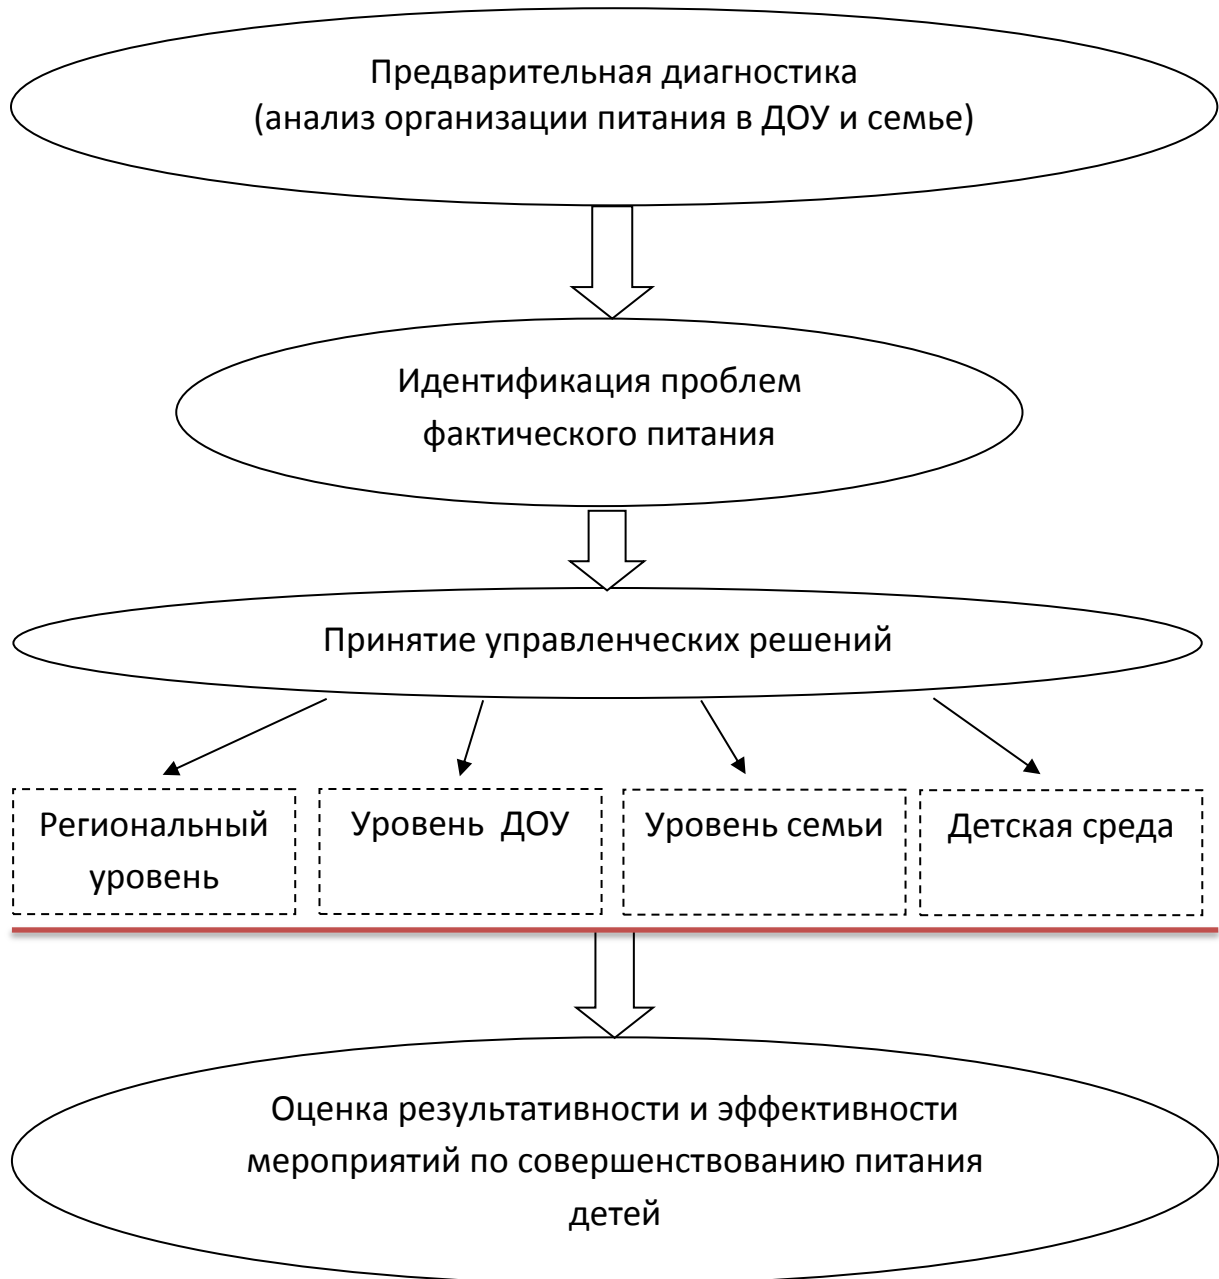 Предварительная диагностика
(анализ организации питания в ДОУ и семье)
Идентификация проблем
фактического питания
Принятие управленческих решений
Региональный
уровень
Уровень ДОУ
Уровень семьи
Детская среда
Оценка результативности и эффективности
мероприятий по совершенствованию питания
детей